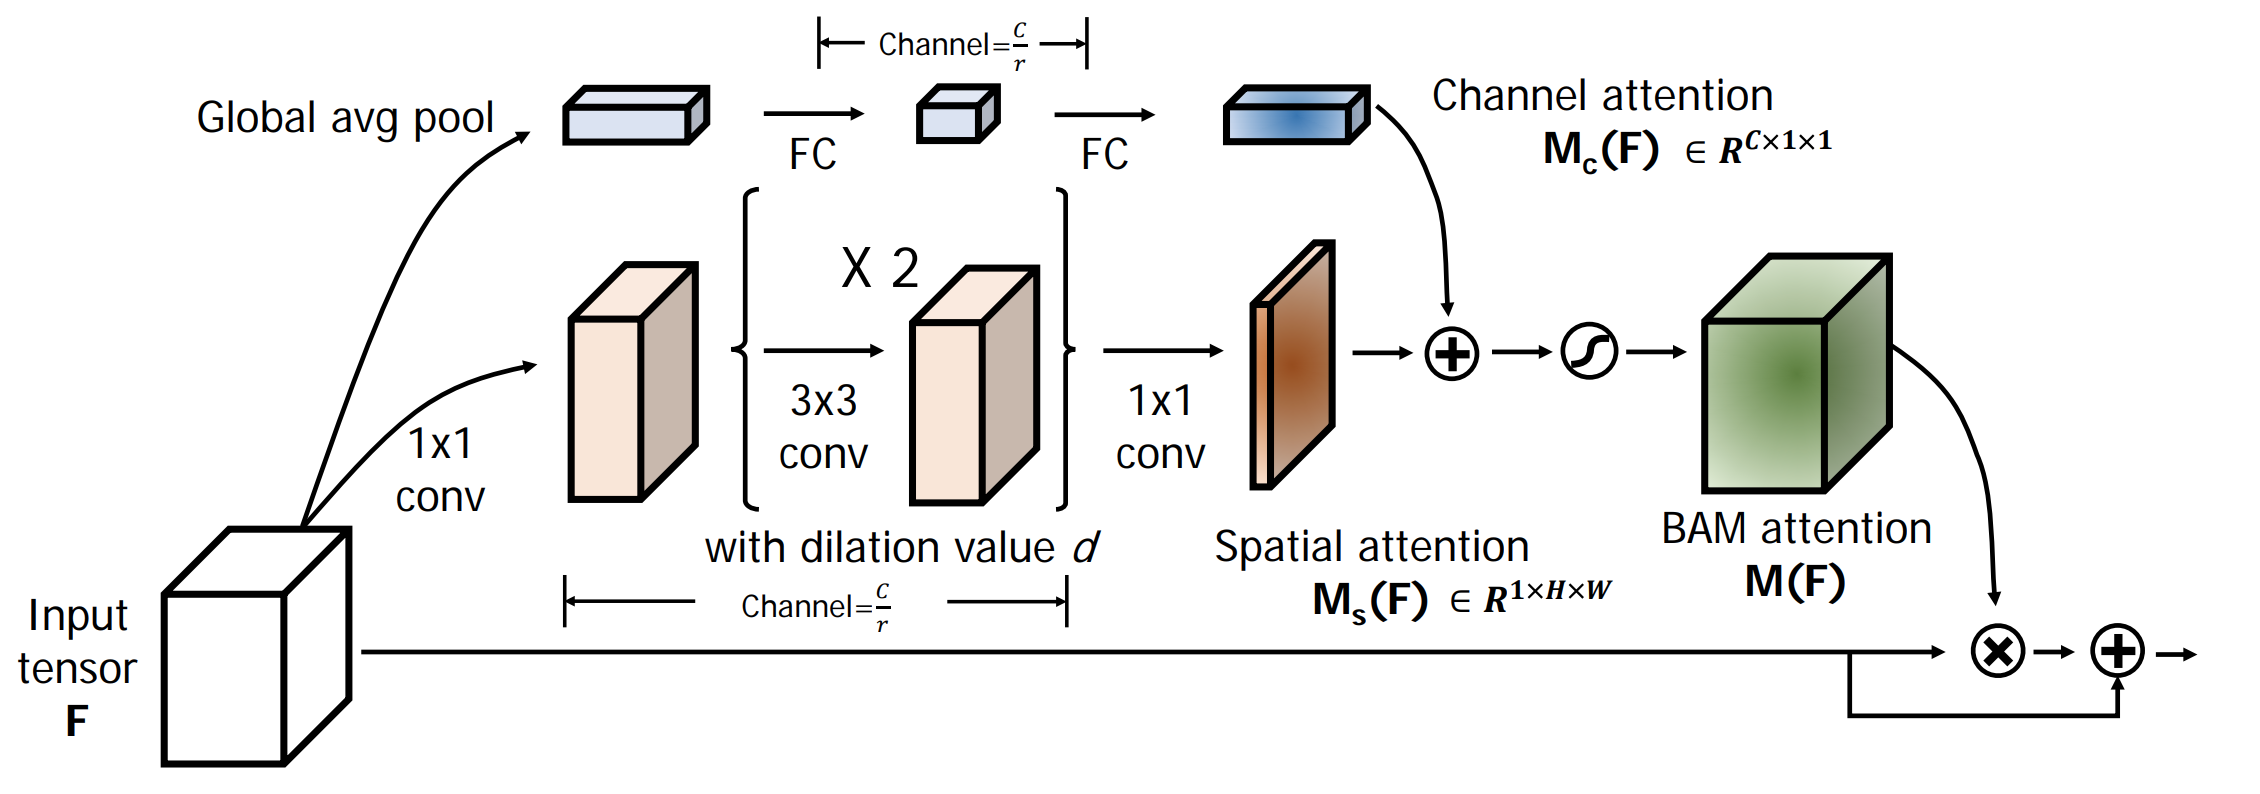 Channel=C/r
Global avg pool
FC
FC
Channel attention
Mc(F) ∈ R^C×1×1
X 2
1x1
conv
3x3
conv
1x1
conv
with dilation value d
Channel=C/r
Spatial attention
Ms(F) ∈ R^1×H×W
BAM attention
M(F)
Input
tensor
F